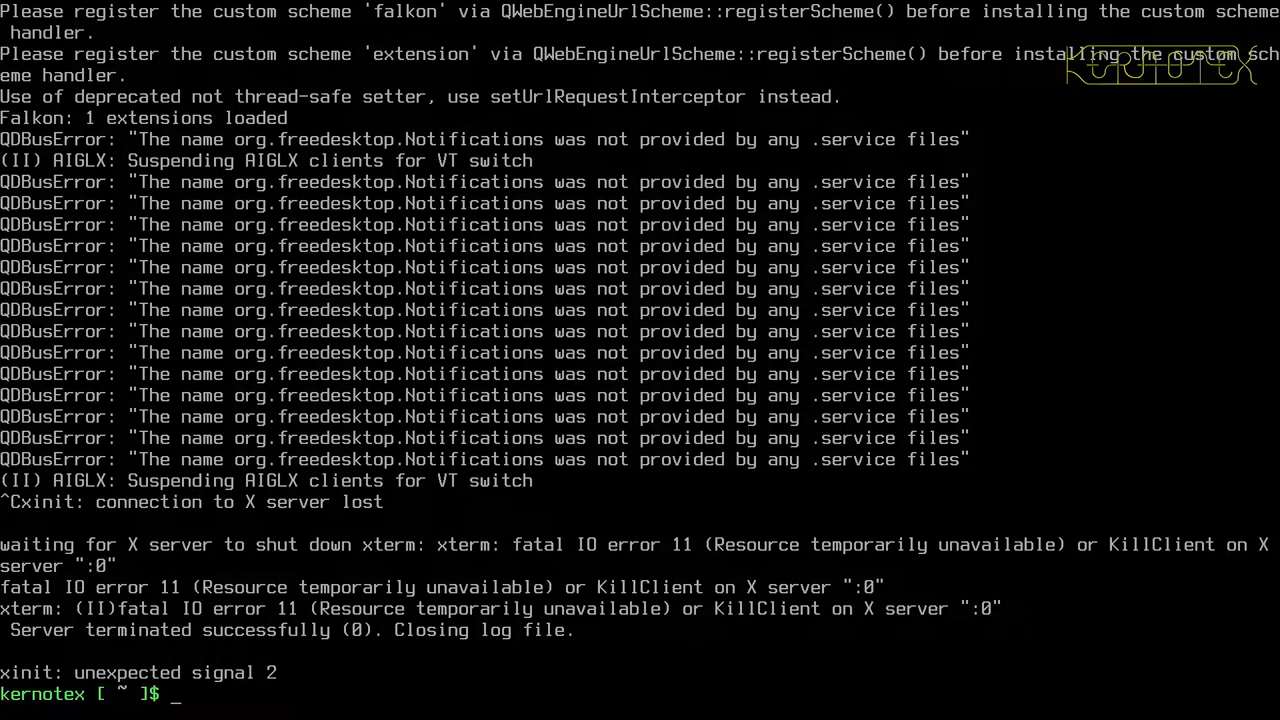 Please register the custom scheme 'falkon' via QWebEngineUrlScheme::registerScheme() before installing the custom scheme
handler.
Please register the custom scheme 'extension' via QWebEngineUrlScheme::registerScheme() before installing the custom sch
eme handler.
KERNOTEX
Use of deprecated not thread-safe setter, use setUrlRequestInterceptor instead.
Falkon: 1 extensions loaded
QDBusError: "The name org.freedesktop.Notifications was not provided by any .service files"
(II) AIGLX: Suspending AIGLX clients for VT switch
QDBusError: "The name org.freedesktop.Notifications was not provided by any .service files"
QDBusError: "The name org.freedesktop.Notifications was not provided by any .service files"
QDBusError: "The name org.freedesktop.Notifications was not provided by any .service files"
QDBusError: "The name org.freedesktop.Notifications was not provided by any .service files"
QDBusError: "The name org.freedesktop.Notifications was not provided by any .service files"
QDBusError: "The name org.freedesktop.Notifications was not provided by any .service files"
QDBusError: "The name org.freedesktop.Notifications was not provided by any .service files"
QDBusError: "The name org.freedesktop.Notifications was not provided by any .service files"
QDBusError: "The name org.freedesktop.Notifications was not provided by any .service files"
QDBusError: "The name org.freedesktop.Notifications was not provided by any .service files"
QDBusError: "The name org.freedesktop.Notifications was not provided by any .service files"
QDBusError: "The name org.freedesktop.Notifications was not provided by any .service files"
QDBusError: "The name org.freedesktop.Notifications was not provided by any .service files"
QDBusError: "The name org.freedesktop.Notifications was not provided by any .service files"
(II) AIGLX: Suspending AIGLX clients for VT switch
^Cxinit: connection to X server lost
waiting for X server to shut down xterm: xterm: fatal IO error 11 (Resource temporarily unavailable) or KillClient on X
server ":0"
fatal IO error 11 (Resource temporarily unavailable) or KillClient on X server ":0"
xterm: (II)fatal IO error 11 (Resource temporarily unavailable) or KillClient on X server ":0"
Server terminated successfully (0). Closing log file.
xinit: unexpected signal 2
kernotex [ ~ ]$ _